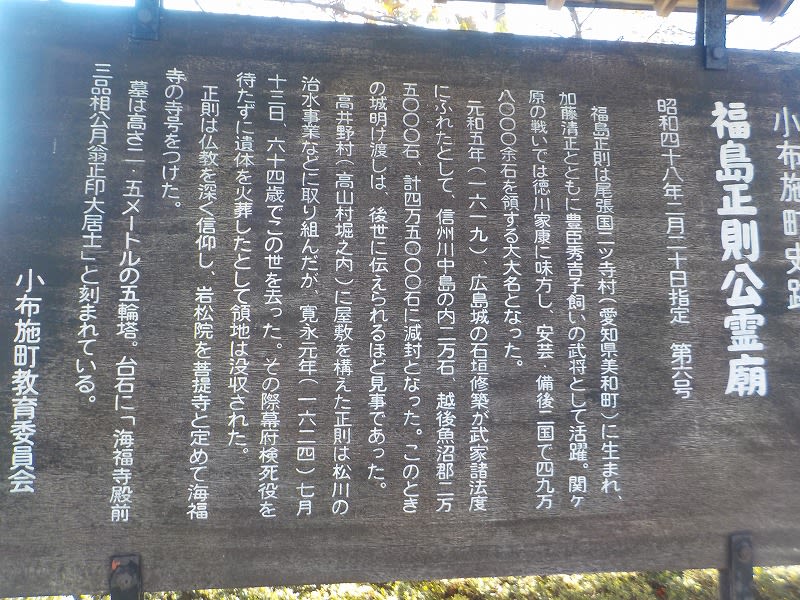 小布施町史跡
福島正則公霊廟
昭和四十八年二月二十日指定　第六号
福島正則は尾張国二ッ寺村（愛知県美和町）に生まれ、
加藤清正とともに豊臣秀吉子飼いの武将として活躍。関ヶ
原の戦いでは徳川家康に味方し、安芸・備後二国で四九万
八〇〇〇余石を領する大大名となった。
元和五年（一六一九）、広島城の石垣修築が武家諸法度
にふれたとして、信州川中島の内二万石、越後魚沼郡二万
五〇〇〇石、計四万五〇〇〇石に減封となった。このとき
の城明け渡しは、後世に伝えられるほど見事であった。
高井野村（高山村堀之内）に屋敷を構えた正則は松川の
治水事業などに取り組んだが、寛永元年（一六二四）七月
十三日、六十四歳でこの世を去った。その際幕府検死役を
待たずに遺体を火葬したとして領地は没収された。
正則は仏教を深く信仰し、岩松院を菩提寺と定めて海福
寺の寺号をつけた。
墓は高さ二・五メートルの五輪塔。台石に「海福寺殿前
三品相公月翁正印大居士」と刻まれている。
小布施町教育委員会